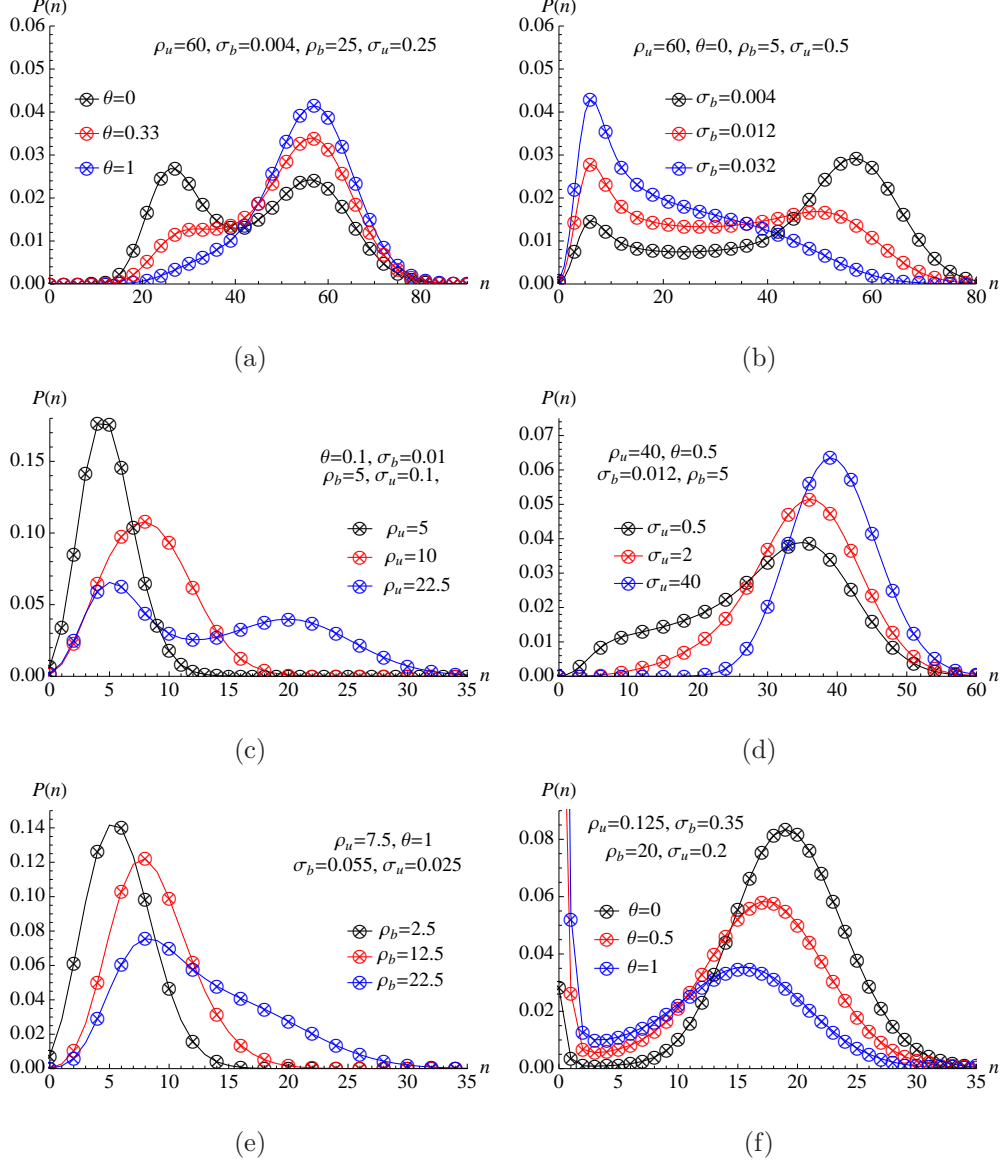 P(n)
0.06
ρu=60, σb=0.004, ρb=25, σu=0.25
0.05
0.04
θ=0
θ=0.33
0.03
θ=1
0.02
0.01
0.00
0 20 40 60 80 n
(a)
P(n)
0.06
ρu=60, θ=0, ρb=5, σu=0.5
0.05
0.04
σb=0.004
σb=0.012
0.03
σb=0.032
0.02
0.01
0.00
0 20 40 60 80 n
(b)
P(n)
0.15
θ=0.1, σb=0.01
ρb=5, σu=0.1,
0.10
ρu=5
ρu=10
ρu=22.5
0.05
0.00
0 5 10 15 20 25 30 35 n
(c)
P(n)
0.07
ρu=40, θ=0.5
σb=0.012, ρb=5
0.06
0.05
0.04
σu=0.5
σu=2
0.03
σu=40
0.02
0.01
0.00
0 10 20 30 40 50 60 n
(d)
P(n)
0.14
ρu=7.5, θ=1
σb=0.055, σu=0.025
0.12
0.10
0.08
ρb=2.5
ρb=12.5
0.06
ρb=22.5
0.04
0.02
0.00
0 5 10 15 20 25 30 35 n
(e)
P(n)
ρu=0.125, σb=0.35
0.08
ρb=20, σu=0.2
0.06
θ=0
θ=0.5
0.04
θ=1
0.02
0.00
0 5 10 15 20 25 30 35 n
(f)